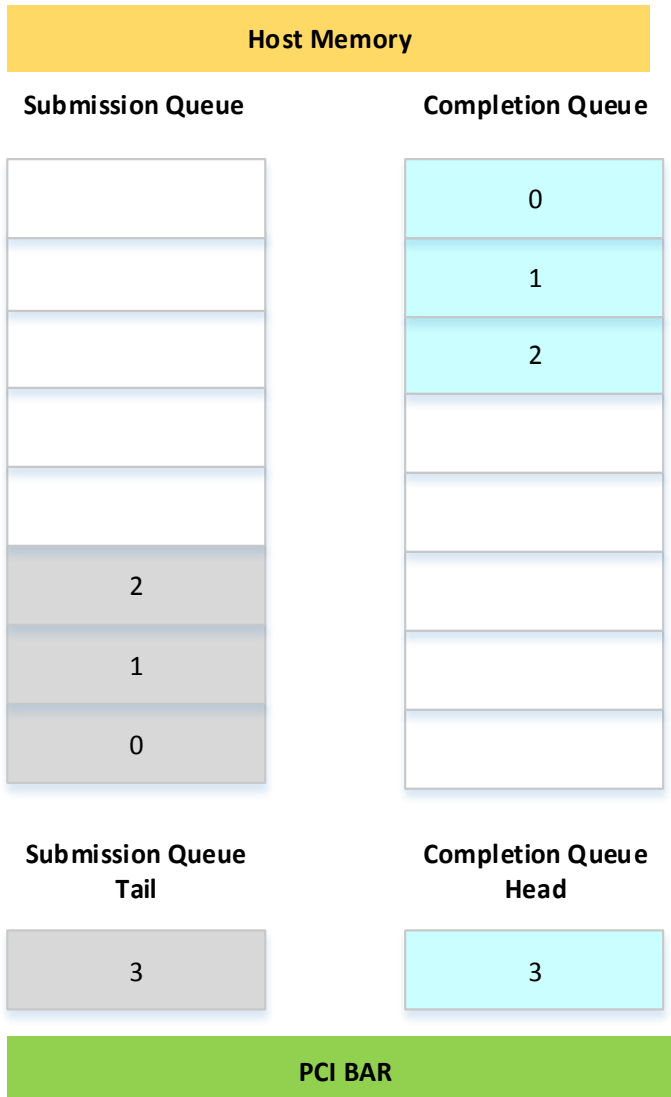 Host Memory
Submission Queue
Completion Queue
0
1
2
2
1
0
Submission Queue
Tail
Completion Queue
Head
3
3
PCI BAR